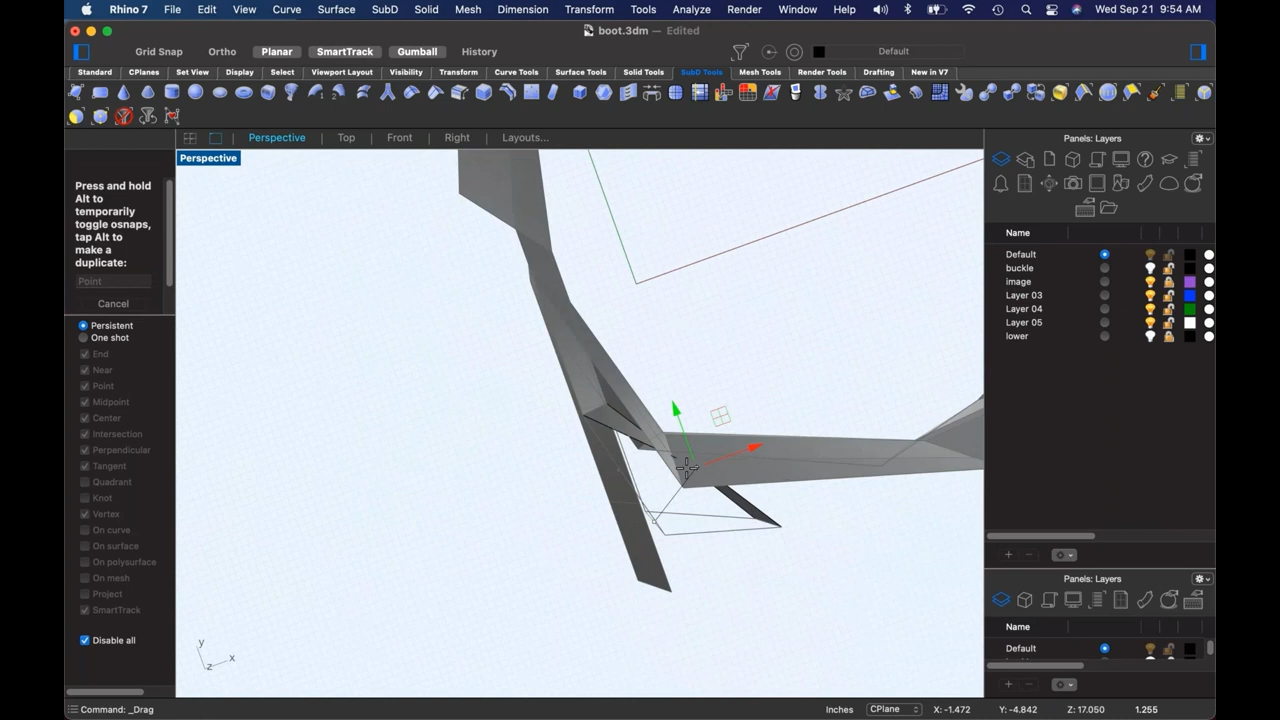 Rhino 7 File Edit View Mesh Curve Surface SubD Solid Mesh Dimension Transform Tools Analyze Render Window Help Wed Sep 21 9:54 AM
boot.3dm — Edited
Grid Snap Ortho Planar SmartTrack Gumball History Default
Standard CPlanes Set View Display Select Viewport Layout Visibility Transform Curve Tools Surface Tools Solid Tools SubD Tools Mesh Tools Render Tools Drafting New in V7
Perspective Top Front Right Layouts...
Panels: Layers
Perspective
Press and hold
Alt to
temporarily
toggle osnaps,
tap Alt to
make a
duplicate:
Point
Cancel
Persistent
One shot
End
Near
Point
Midpoint
Center
Intersection
Perpendicular
Tangent
Quadrant
Knot
Vertex
On curve
On surface
On polysurface
On mesh
Project
SmartTrack
Disable all
y
z x
Name
Default
buckle
image
Layer 03
Layer 04
Layer 05
lower
Panels: Layers
Name
Default
Command: _Drag
Inches CPlane X: -1.472 Y: -4.842 Z: 17.050 1.255